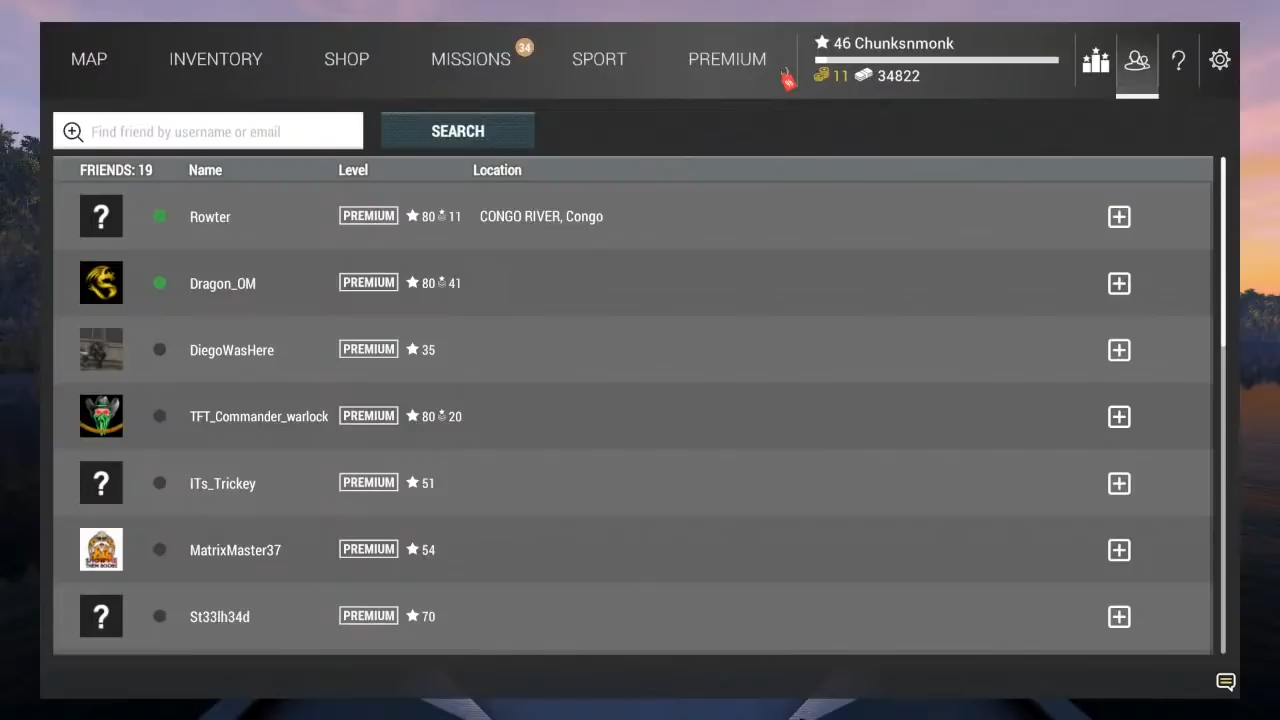 MAP INVENTORY SHOP MISSIONS 34 SPORT PREMIUM
46 Chunksnmonk
11 34822
?
Find friend by username or email SEARCH
FRIENDS: 19 Name Level Location
? Rowter PREMIUM 80 11 CONGO RIVER, Congo
Dragon_OM PREMIUM 80 41
DiegoWasHere PREMIUM 35
TFT_Commander_warlock PREMIUM 80 20
? ITs_Trickey PREMIUM 51
MatrixMaster37 PREMIUM 54
? St33lh34d PREMIUM 70